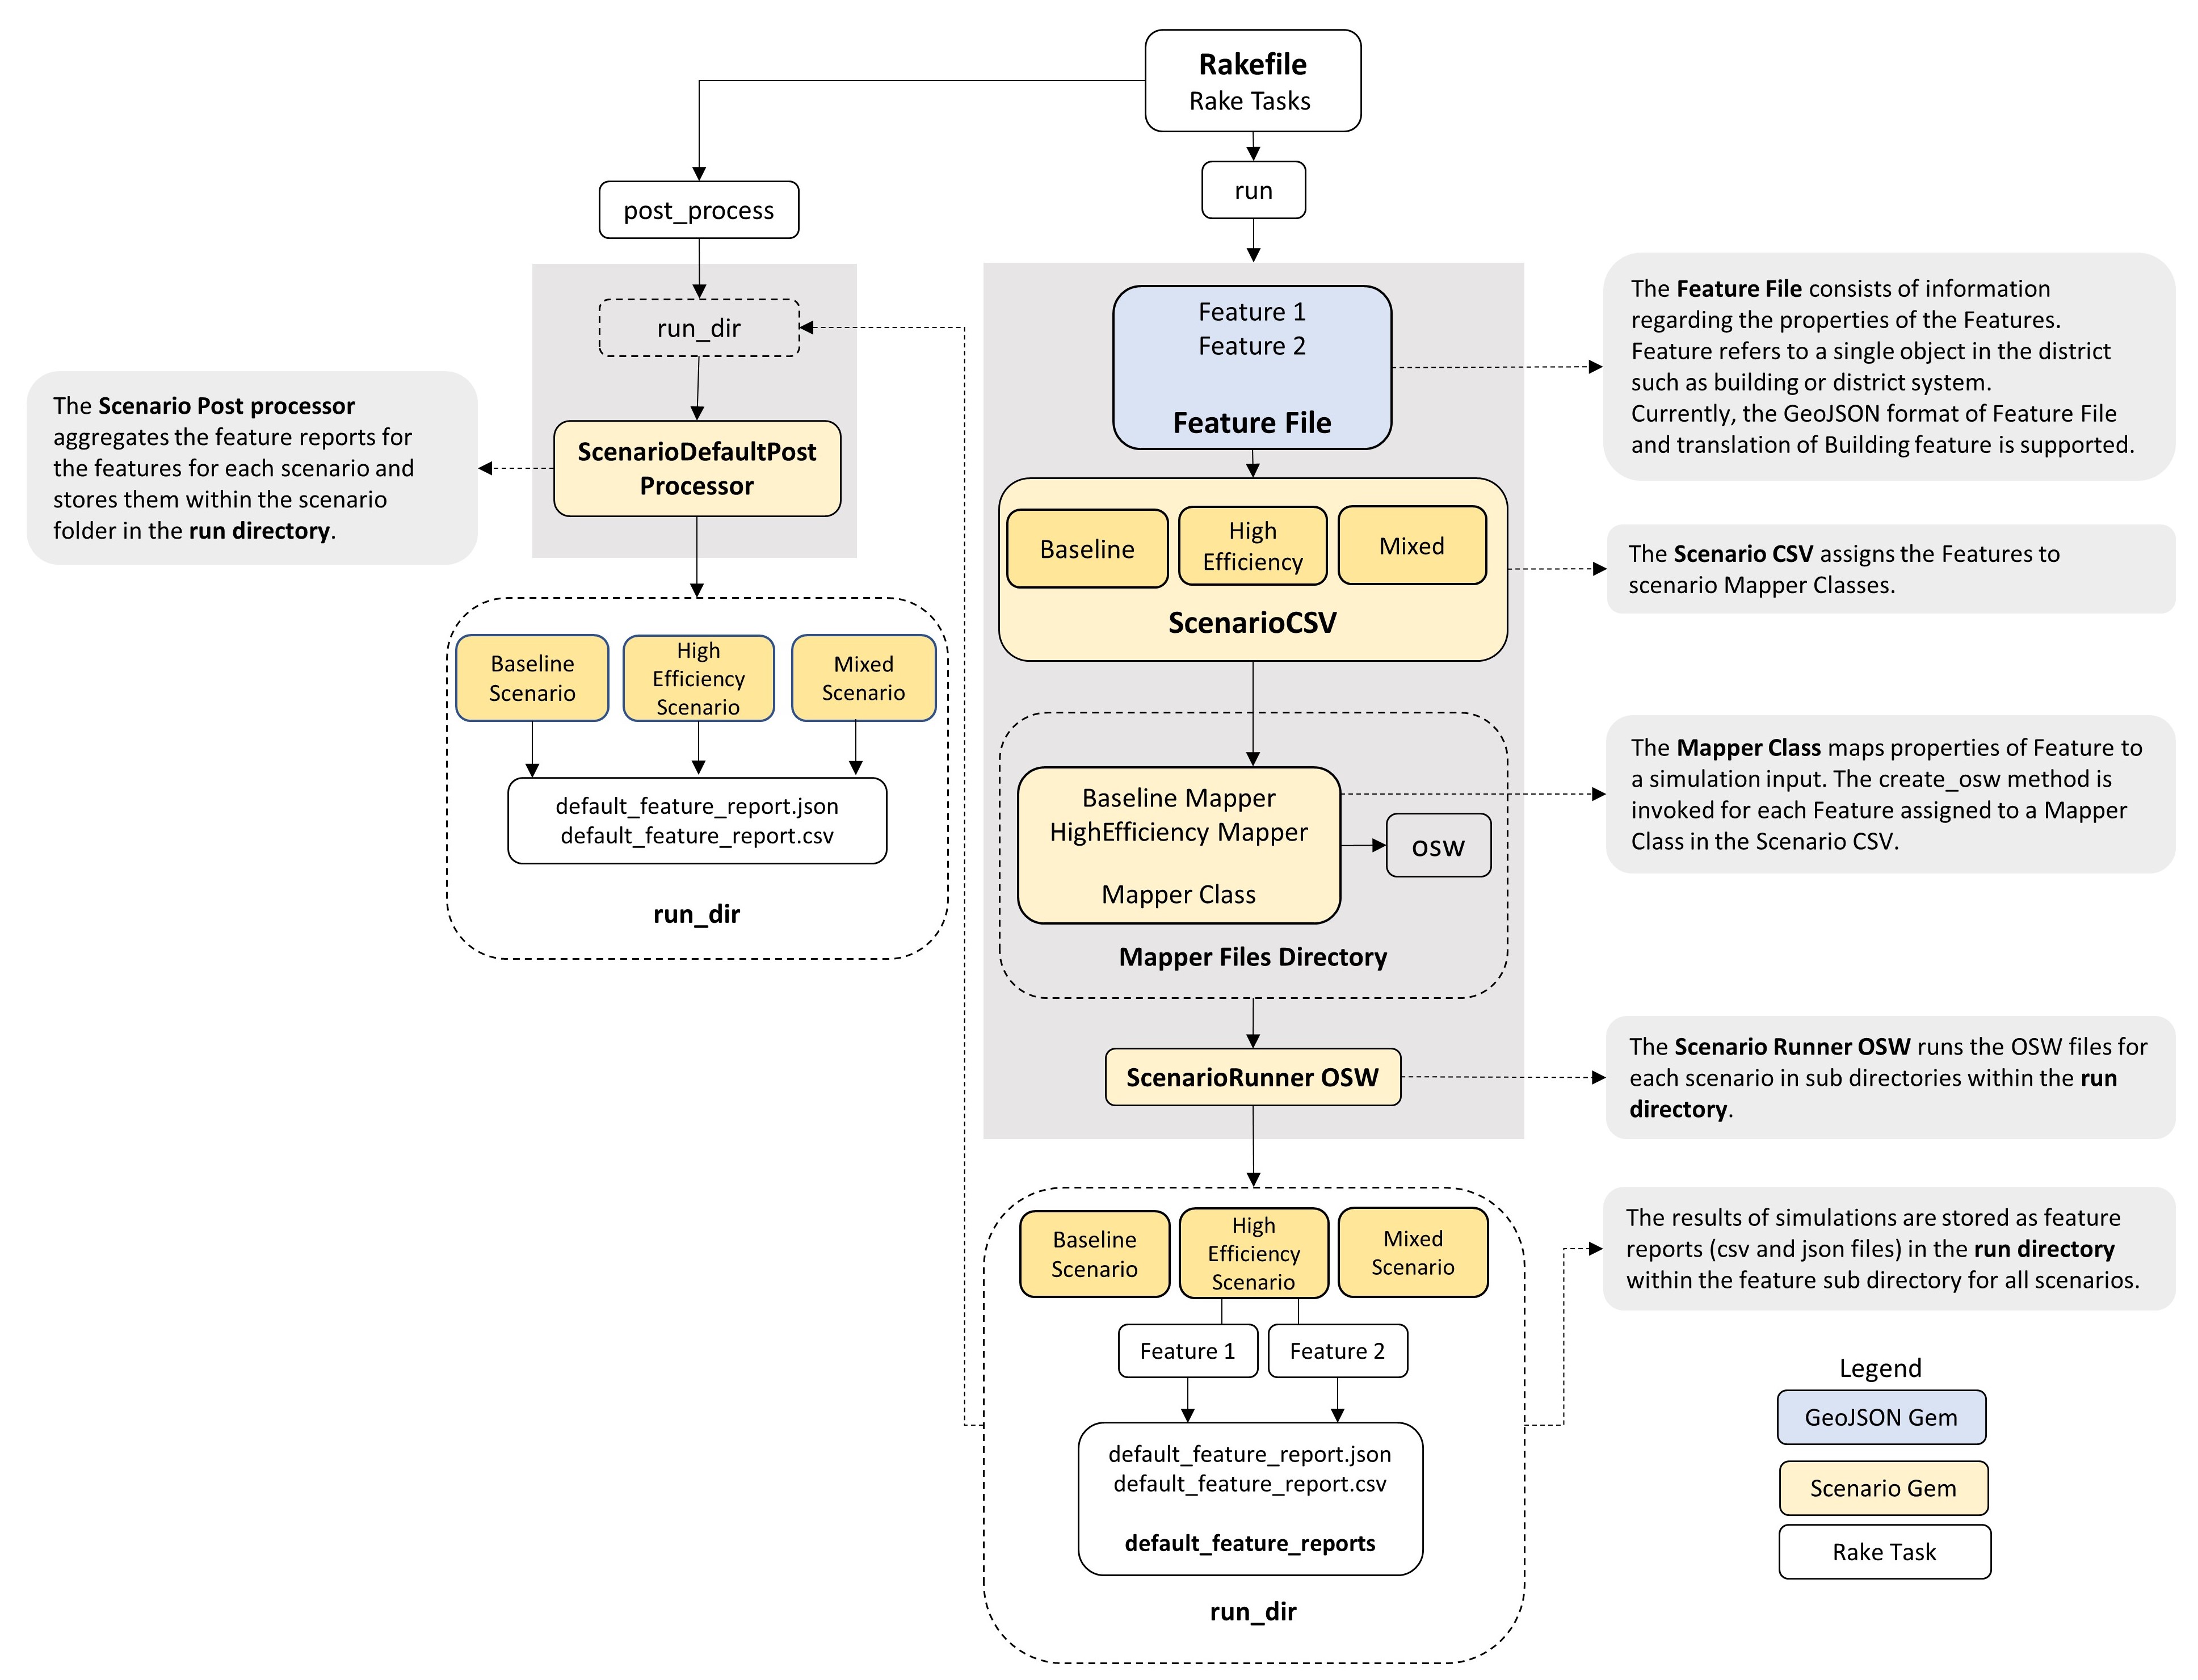 Rakefile
Rake Tasks
run
post_process
run_dir
ScenarioDefaultPost
Processor
The Scenario Post processor
aggregates the feature reports for
the features for each scenario and
stores them within the scenario
folder in the run directory.
Baseline
Scenario
High
Efficiency
Scenario
Mixed
Scenario
default_feature_report.json
default_feature_report.csv
run_dir
Feature 1
Feature 2
Feature File
The Feature File consists of information
regarding the properties of the Features.
Feature refers to a single object in the district
such as building or district system.
Currently, the GeoJSON format of Feature File
and translation of Building feature is supported.
Baseline
High
Efficiency
Mixed
ScenarioCSV
The Scenario CSV assigns the Features to
scenario Mapper Classes.
Baseline Mapper
HighEfficiency Mapper
Mapper Class
OSW
Mapper Files Directory
The Mapper Class maps properties of Feature to
a simulation input. The create_osw method is
invoked for each Feature assigned to a Mapper
Class in the Scenario CSV.
ScenarioRunner OSW
The Scenario Runner OSW runs the OSW files for
each scenario in sub directories within the run
directory.
Baseline
Scenario
High
Efficiency
Scenario
Mixed
Scenario
Feature 1
Feature 2
default_feature_report.json
default_feature_report.csv
default_feature_reports
run_dir
The results of simulations are stored as feature
reports (csv and json files) in the run directory
within the feature sub directory for all scenarios.
Legend
GeoJSON Gem
Scenario Gem
Rake Task